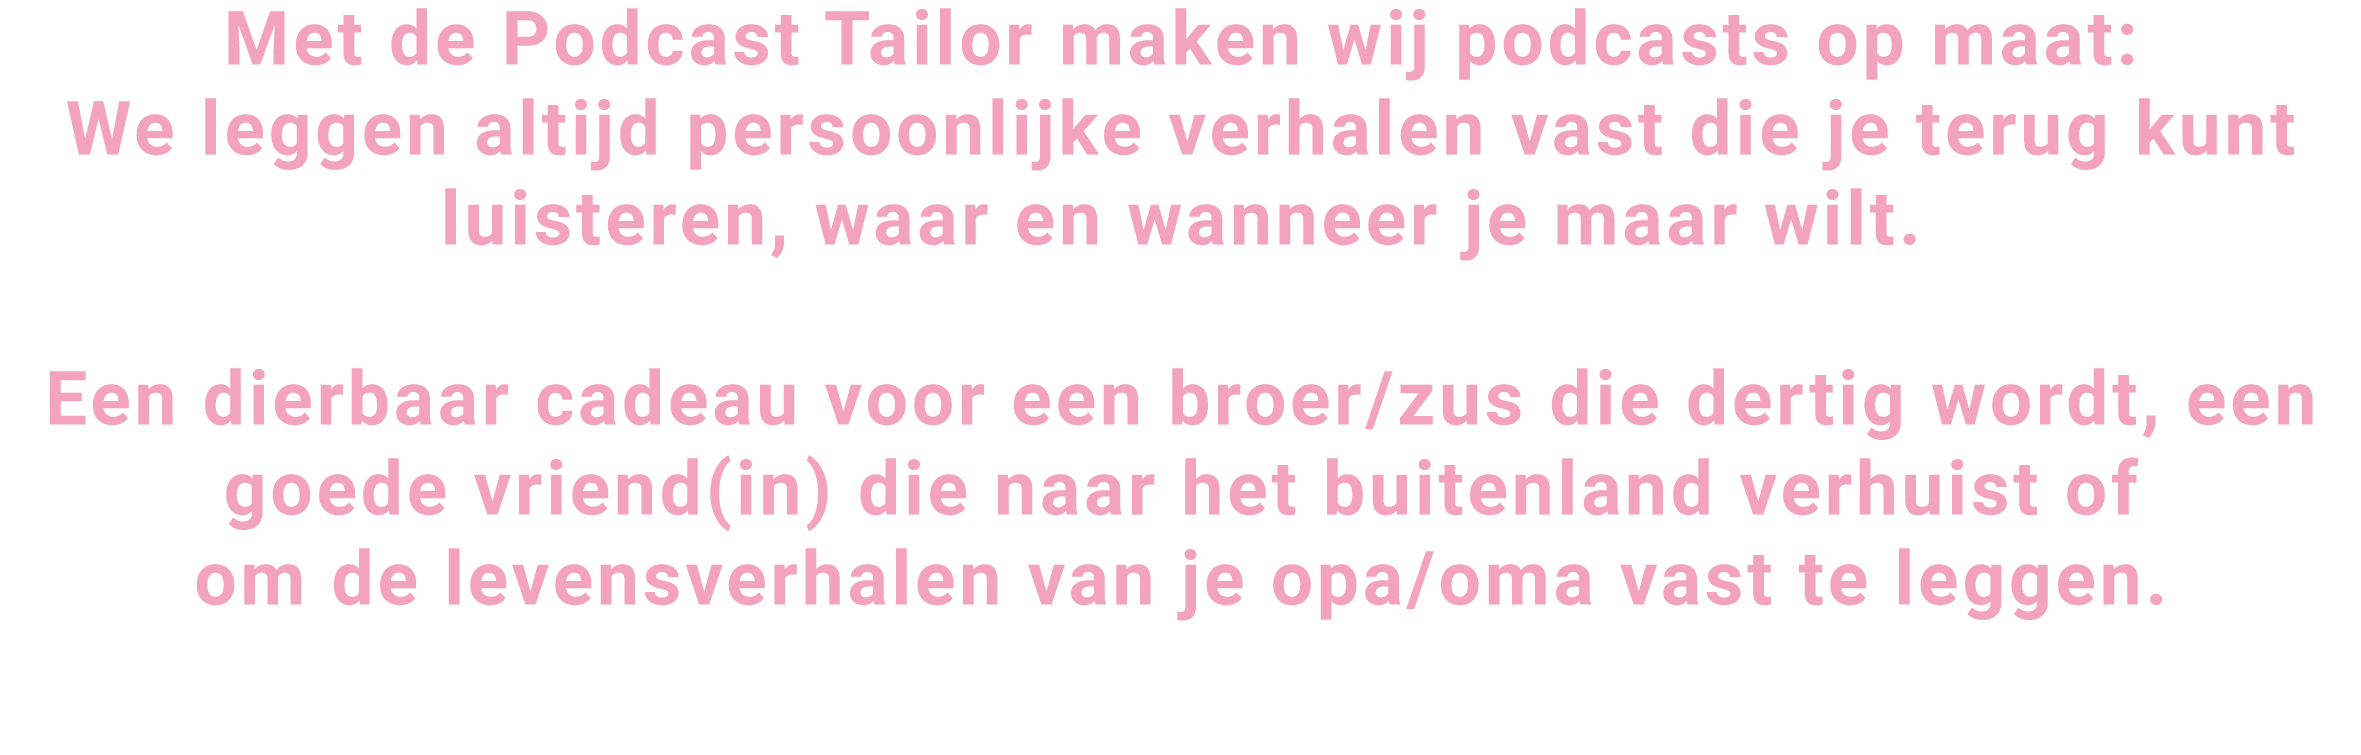 Met de Podcast Tailor maken wij podcasts op maat:
We leggen altijd persoonlijke verhalen vast die je terug kunt
luisteren, waar en wanneer je maar wilt.
Een dierbaar cadeau voor een broer/zus die dertig wordt, een
goede vriend(in) die naar het buitenland verhuist of
om de levensverhalen van je opa/oma vast te leggen.